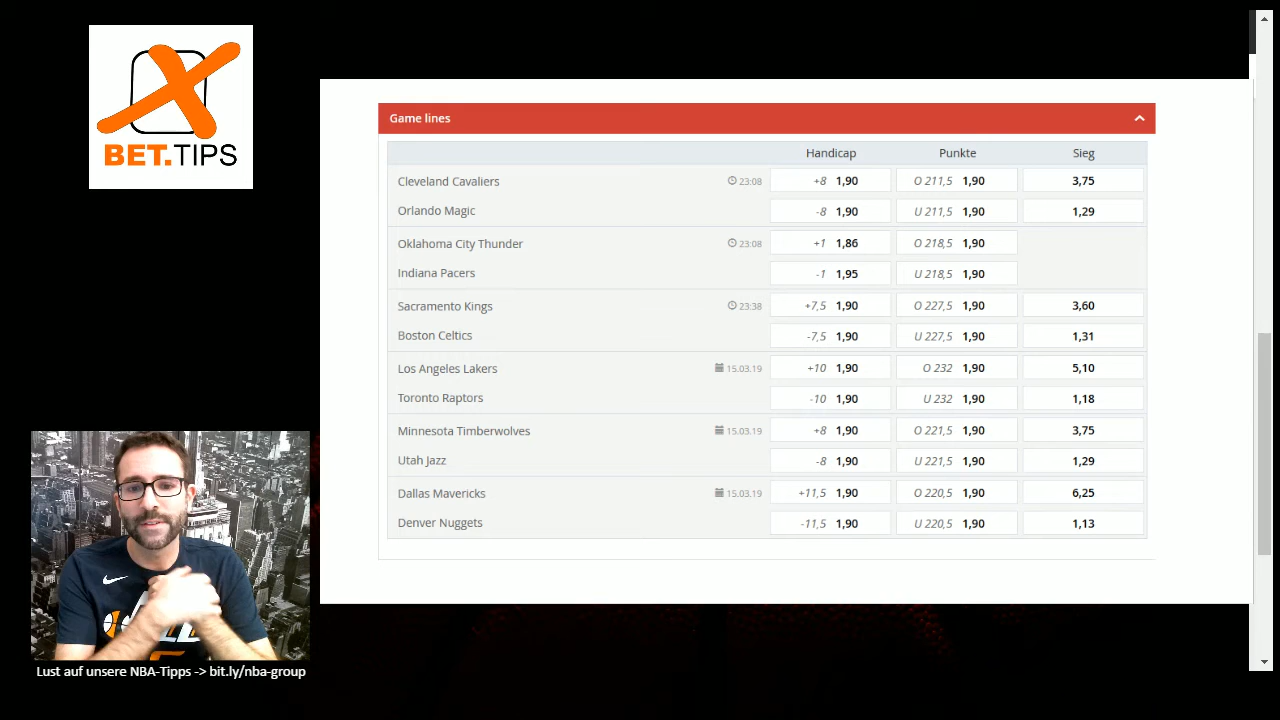 BET.TIPS
Game lines
Handicap Punkte Sieg
Cleveland Cavaliers 23:08 +8 1,90 O 211,5 1,90 3,75
Orlando Magic -8 1,90 U 211,5 1,90 1,29
Oklahoma City Thunder 23:08 +1 1,86 O 218,5 1,90
Indiana Pacers -1 1,95 U 218,5 1,90
Sacramento Kings 23:38 +7,5 1,90 O 227,5 1,90 3,60
Boston Celtics -7,5 1,90 U 227,5 1,90 1,31
Los Angeles Lakers 15.03.19 +10 1,90 O 232 1,90 5,10
Toronto Raptors -10 1,90 U 232 1,90 1,18
Minnesota Timberwolves 15.03.19 +8 1,90 O 221,5 1,90 3,75
Utah Jazz -8 1,90 U 221,5 1,90 1,29
Dallas Mavericks 15.03.19 +11,5 1,90 O 220,5 1,90 6,25
Denver Nuggets -11,5 1,90 U 220,5 1,90 1,13
Lust auf unsere NBA-Tipps -> bit.ly/nba-group